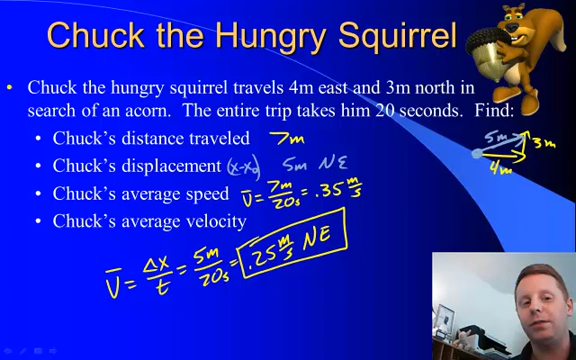 Chuck the Hungry Squirrel
• Chuck the hungry squirrel travels 4m east and 3m north in
search of an acorn. The entire trip takes him 20 seconds. Find:
• Chuck's distance traveled 7m
• Chuck's displacement (x-x₀) 5m NE
• Chuck's average speed v̄ = 7m/20s = .35 m/s
• Chuck's average velocity
v̄ = Δx/t = 5m/20s = .25 m/s NE
5m
3m
4m